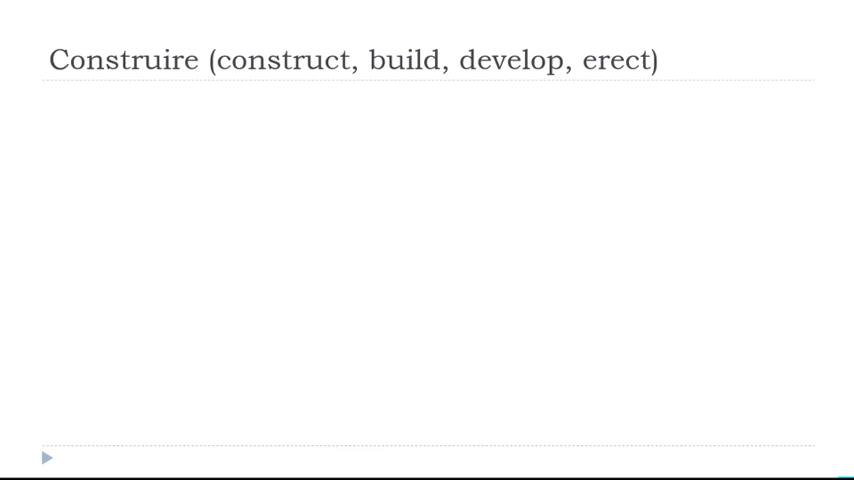 Construire (construct, build, develop, erect)